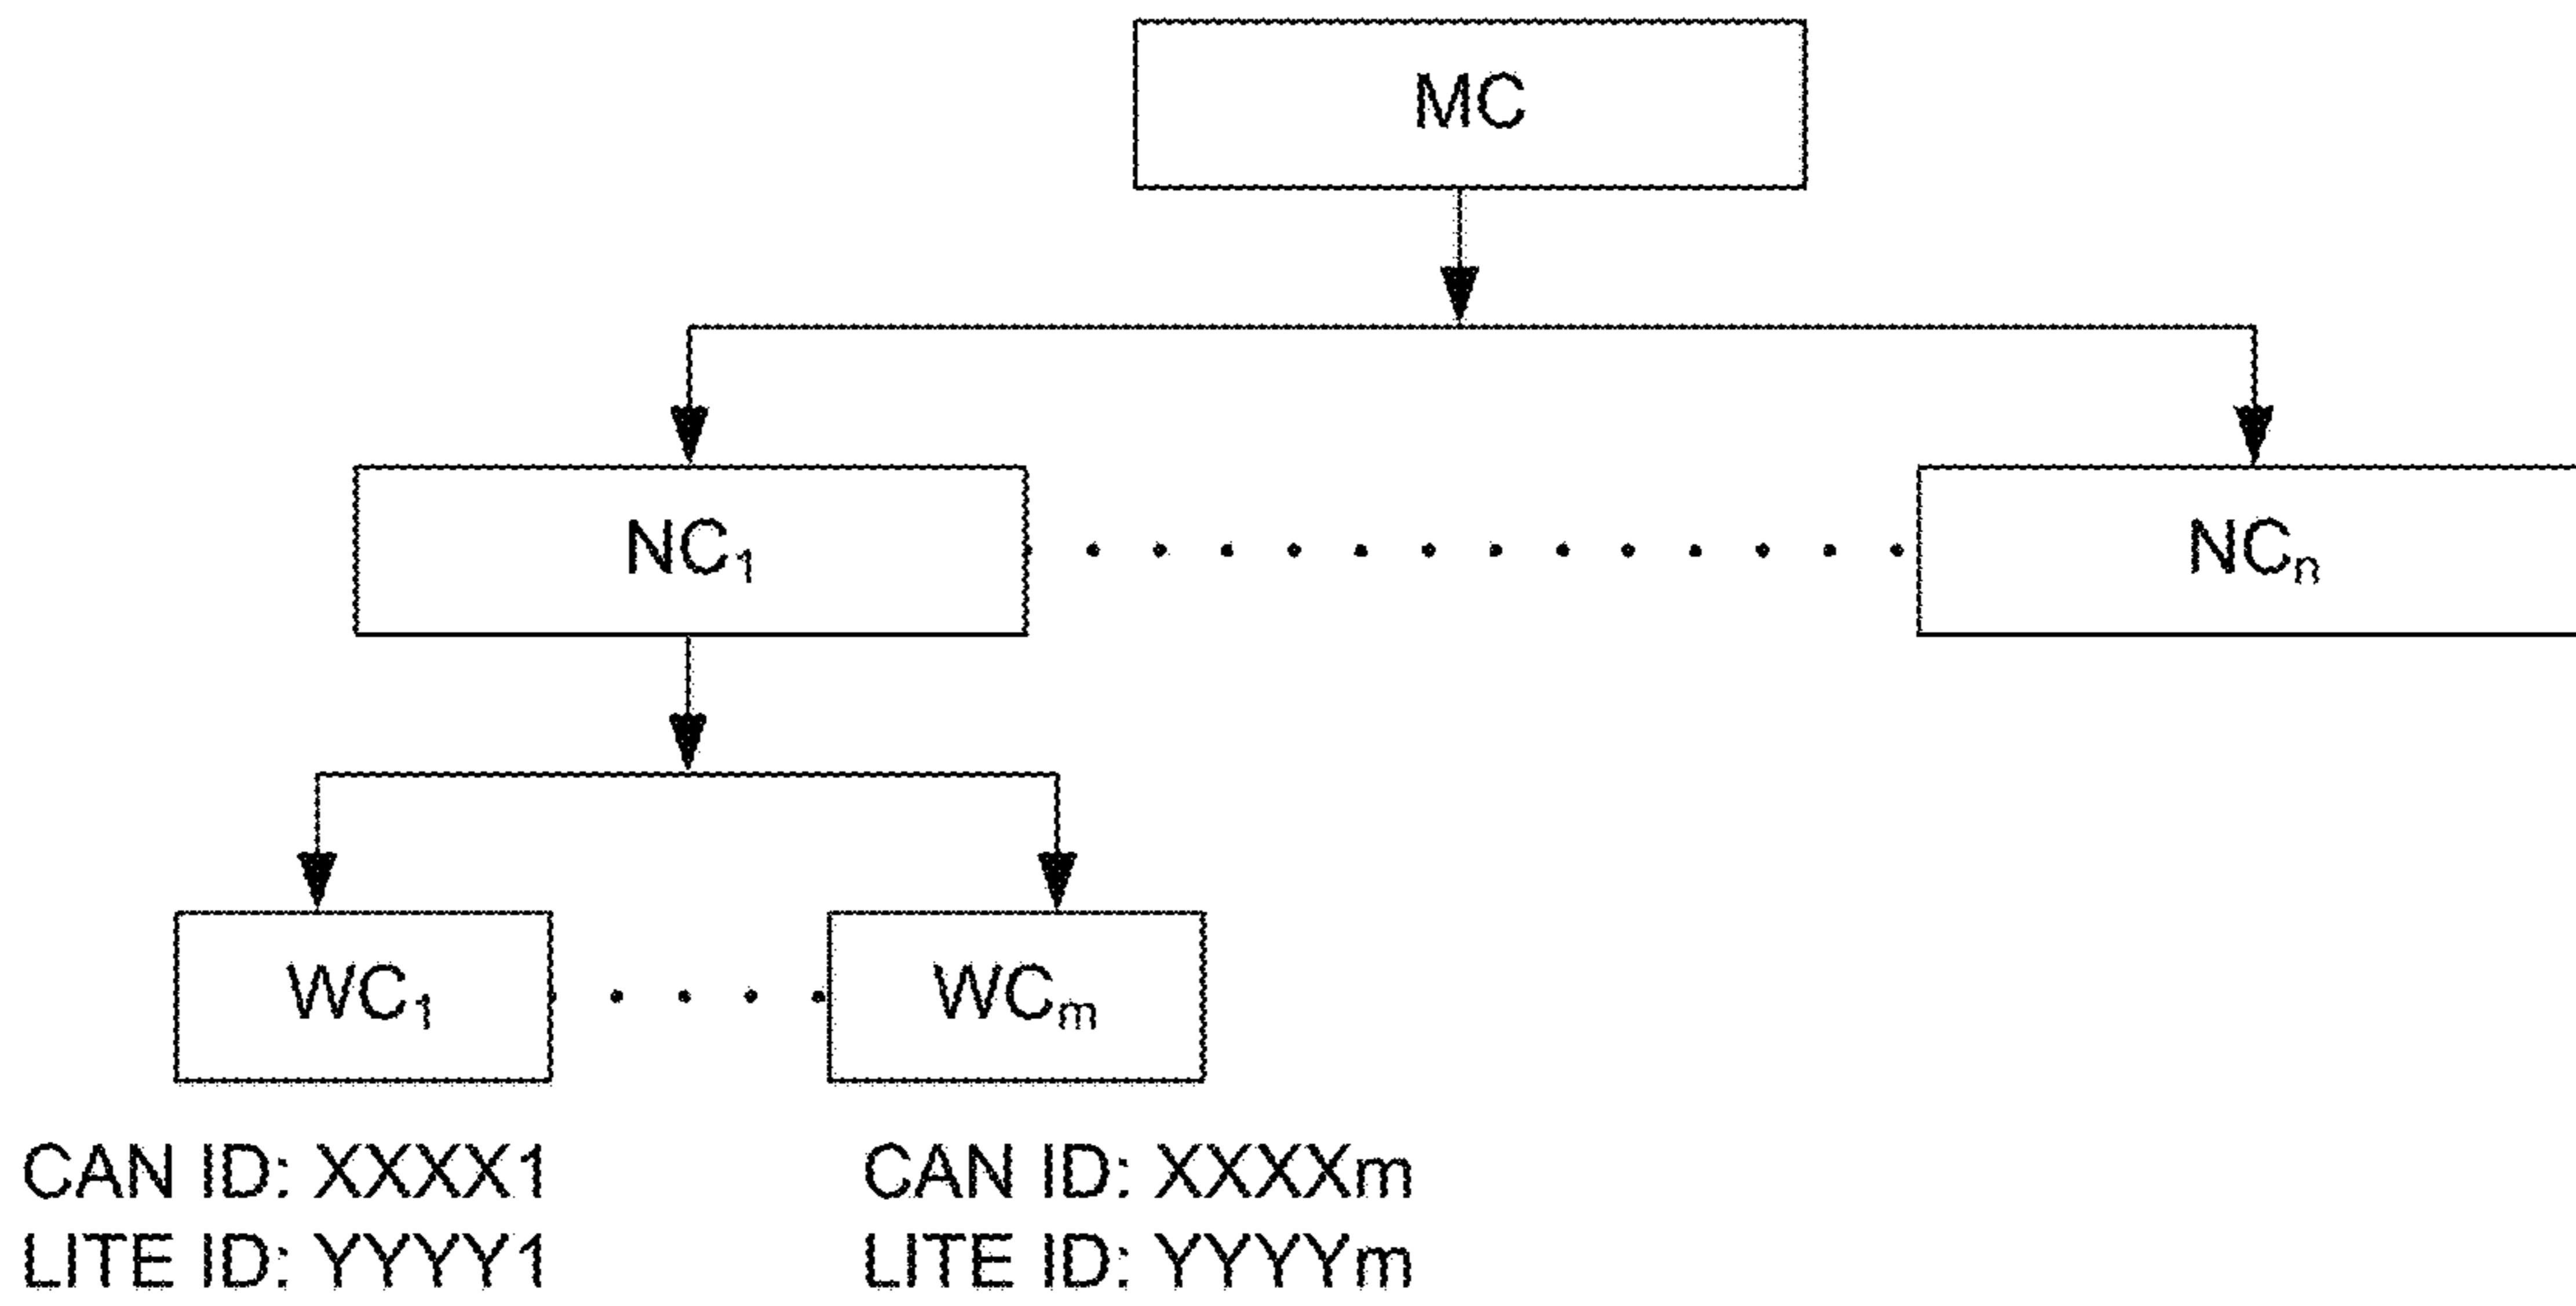 MC
NC₁
NCₙ
WC₁
WCₘ
CAN ID: XXXX1
LITE ID: YYYY1
CAN ID: XXXXm
LITE ID: YYYYm